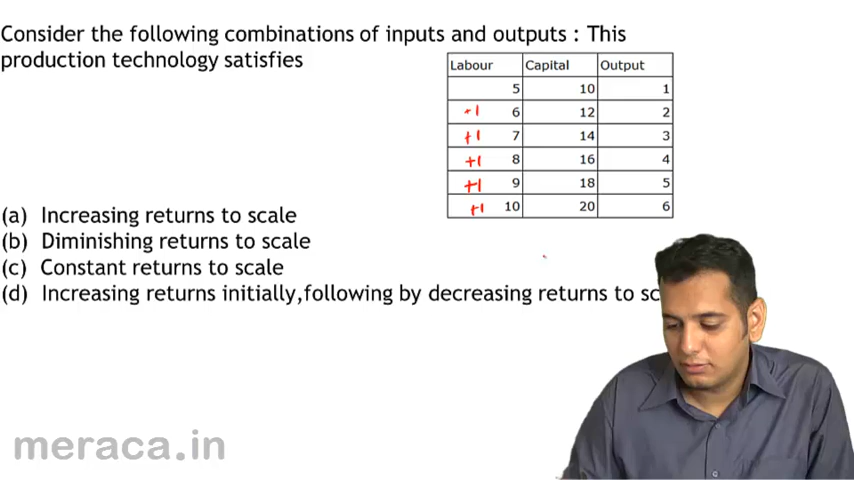 Consider the following combinations of inputs and outputs : This
production technology satisfies
Labour Capital Output
5 10 1
+1 6 12 2
+1 7 14 3
+1 8 16 4
+1 9 18 5
+1 10 20 6
(a) Increasing returns to scale
(b) Diminishing returns to scale
(c) Constant returns to scale
(d) Increasing returns initially,following by decreasing returns to
meraca.in